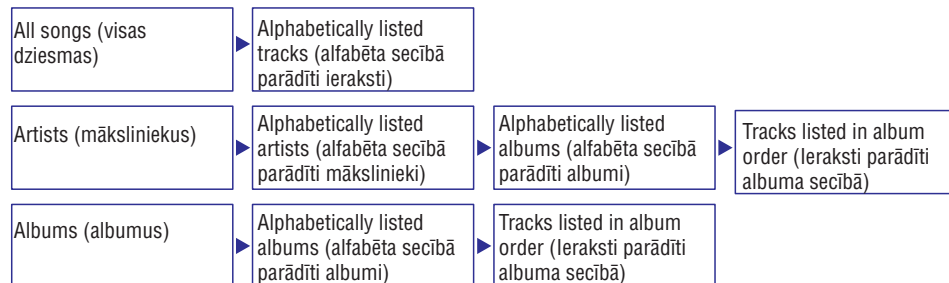 All songs (visas
dziesmas)
Alphabetically listed
tracks (alfabēta secībā
parādīti ieraksti)
Artists (māksliniekus)
Alphabetically listed
artists (alfabēta secībā
parādīti mākslinieki)
Alphabetically listed
albums (alfabēta secībā
parādīti albumi)
Tracks listed in album
order (Ieraksti parādīti
albuma secībā)
Albums (albumus)
Alphabetically listed
albums (alfabēta secībā
parādīti albumi)
Tracks listed in album
order (Ieraksti parādīti
albuma secībā)